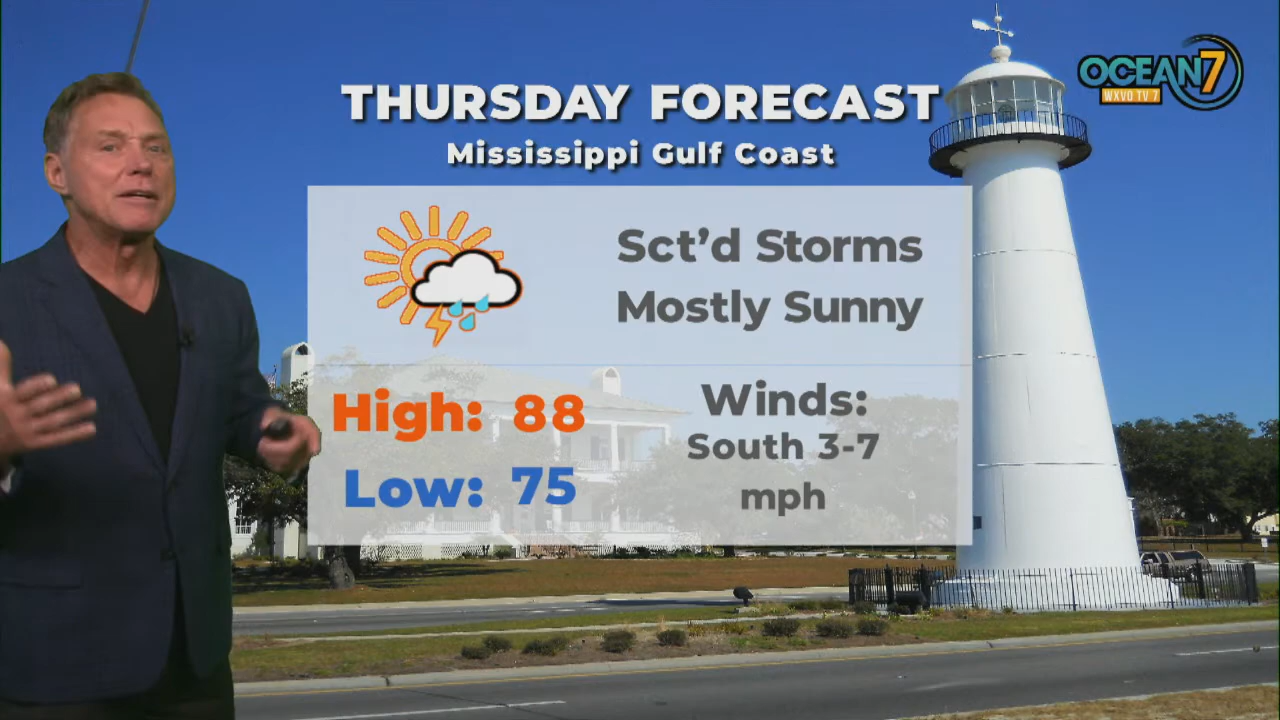 OCEAN7
WXVO TV 7
THURSDAY FORECAST
Mississippi Gulf Coast
Sct’d Storms
Mostly Sunny
High: 88
Low: 75
Winds:
South 3-7
mph